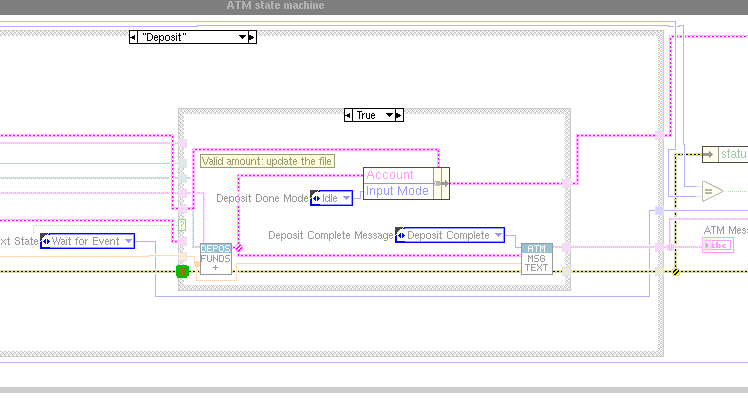 ATM state machine
"Deposit"
True
Valid amount: update the file
Account
Input Mode
Deposit Done Mode
Idle
statu
?
Deposit Complete Message
Deposit Complete
ATM Mess
xt State
Wait for Event
DEPOS
FUNDS
+
ATM
MSG
TEXT
abc